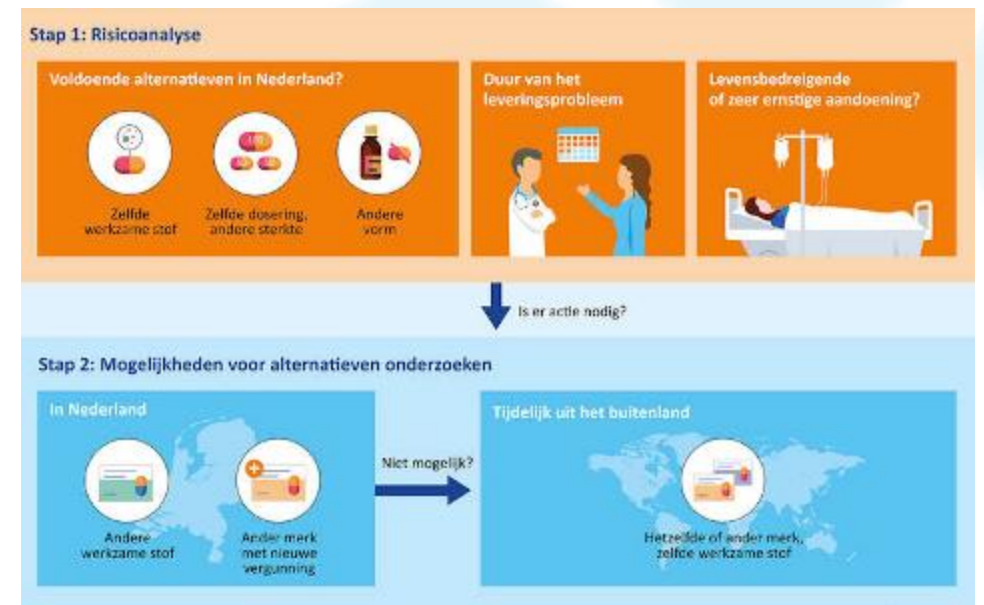 Stap 1: Risicoanalyse
Voldoende alternatieven in Nederland?
Zelfde
werkzame stof
Zelfde dosering,
andere sterkte
Andere
vorm
Duur van het
leveringsprobleem
Levensbedreigende
of zeer ernstige aandoening?
Is er actie nodig?
Stap 2: Mogelijkheden voor alternatieven onderzoeken
In Nederland
Andere
werkzame stof
Ander merk
met nieuwe
vergunning
Niet mogelijk?
Tijdelijk uit het buitenland
Hetzelfde of ander merk,
zelfde werkzame stof